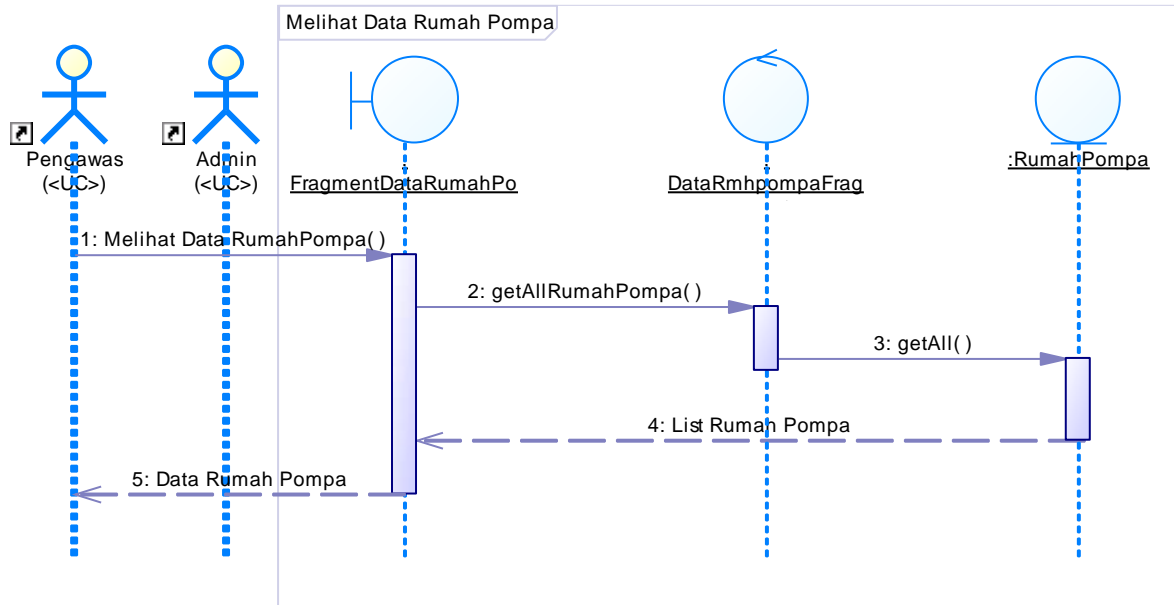 Melihat Data Rumah Pompa
Pengawas
(<UC>)
Admin
(<UC>)
:
FragmentDataRumahPo
:
DataRmhpompaFrag
:RumahPompa
1: Melihat Data RumahPompa( )
2: getAllRumahPompa( )
3: getAll( )
4: List Rumah Pompa
5: Data Rumah Pompa